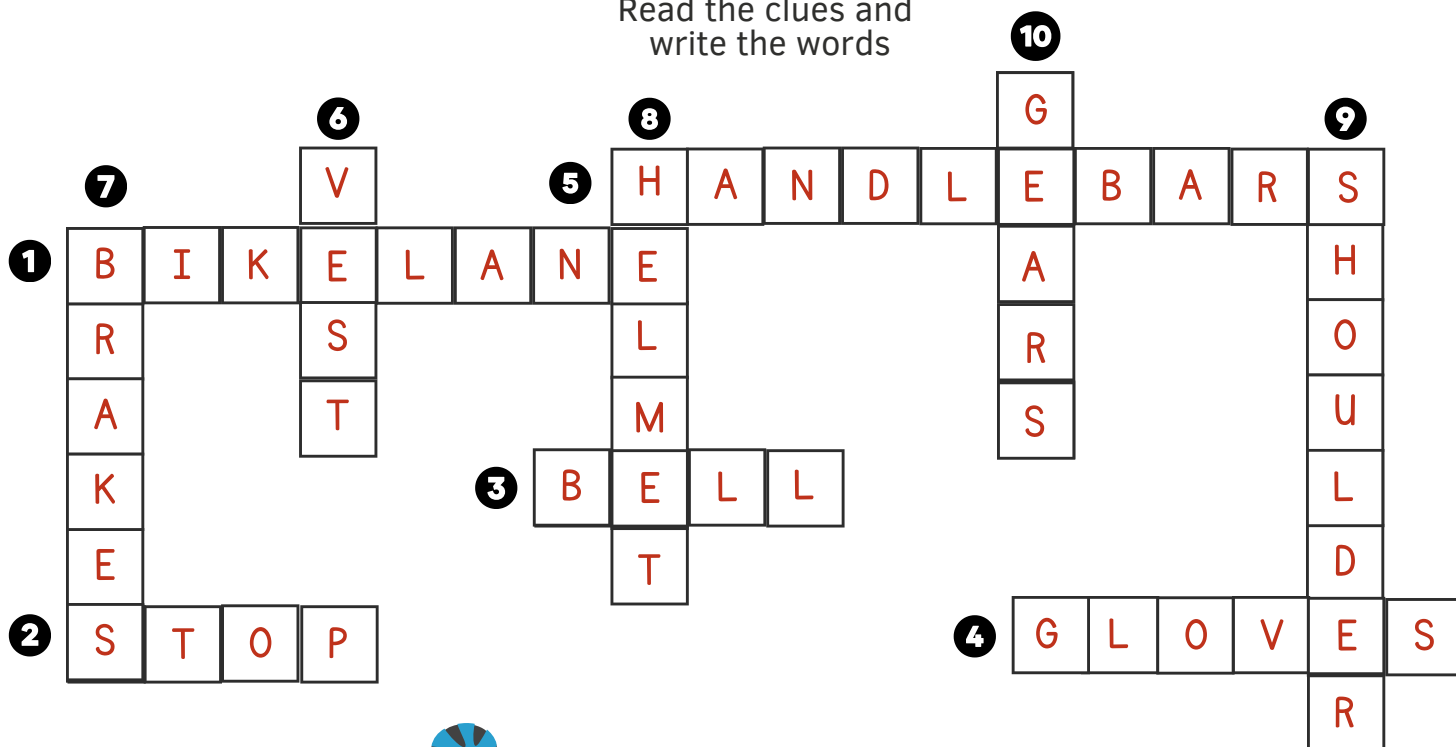 Read the clues and
write the words
10
G
6
8
9
7
V
5
H A N D L E B A R S
1
B I K E L A N E
A
H
R
S
L
R
O
A
T
M
S
U
K
3
B E L L
L
E
T
D
2
S T O P
4
G L O V E S
R